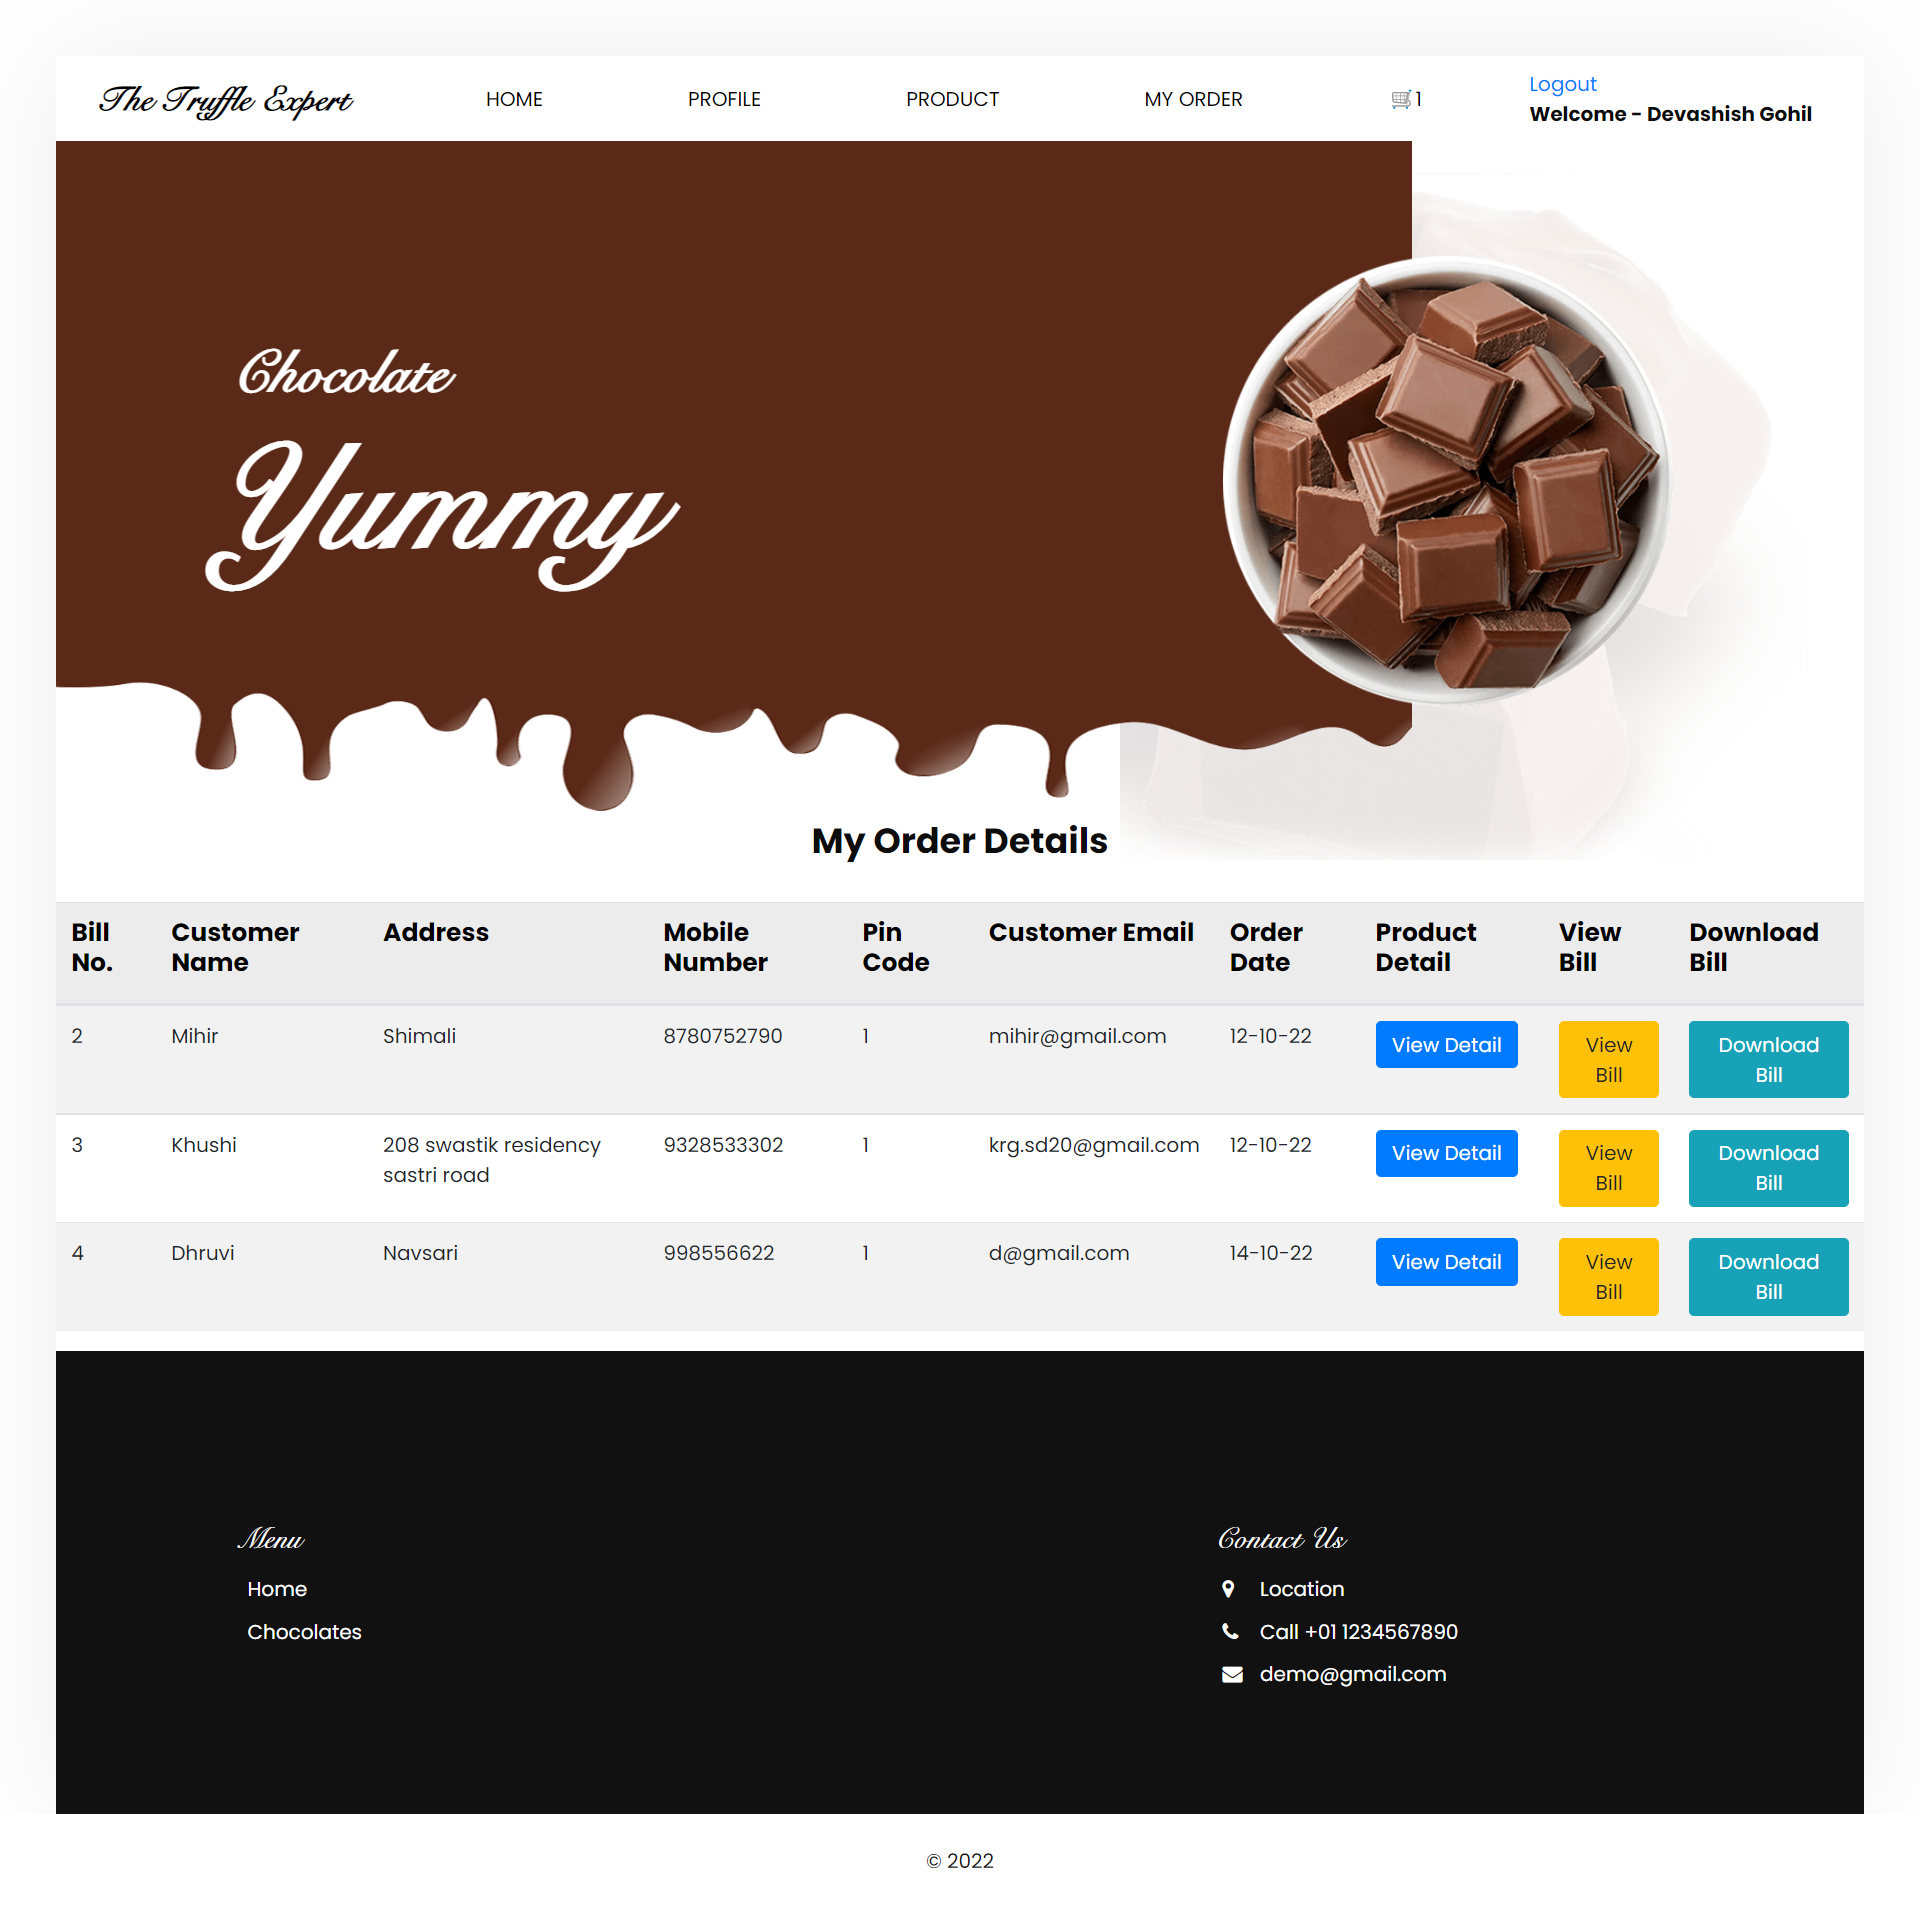 The Truffle Expert
HOME
PROFILE
PRODUCT
MY ORDER
1
Logout
Welcome - Devashish Gohil
Chocolate
Yummy
My Order Details
Bill No. Customer Name Address Mobile Number Pin Code Customer Email Order Date Product Detail View Bill Download Bill
2 Mihir Shimali 8780752790 1 mihir@gmail.com 12-10-22 View Detail View Bill Download Bill
3 Khushi 208 swastik residency sastri road 9328533302 1 krg.sd20@gmail.com 12-10-22 View Detail View Bill Download Bill
4 Dhruvi Navsari 998556622 1 d@gmail.com 14-10-22 View Detail View Bill Download Bill
Menu
Home
Chocolates
Contact Us
Location
Call +01 1234567890
demo@gmail.com
© 2022